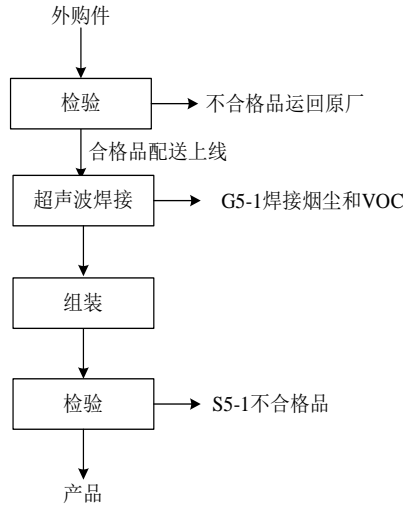 外购件
检验
不合格品运回原厂
合格品配送上线
超声波焊接
G5-1焊接烟尘和VOC
组装
检验
S5-1不合格品
产品